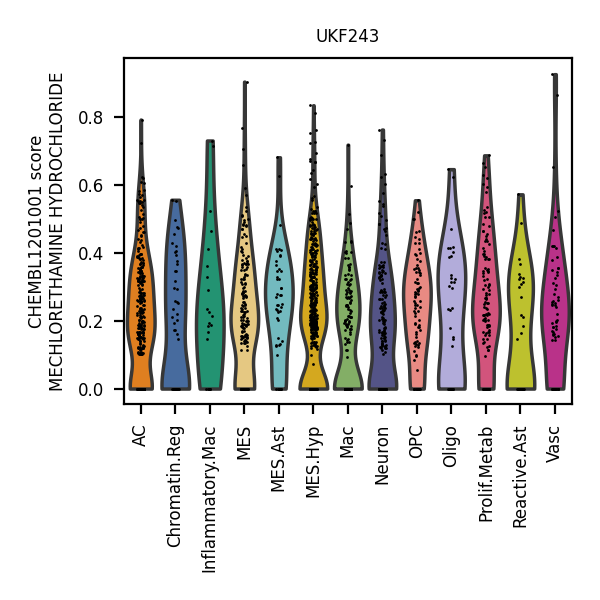 UKF243
CHEMBL1201001 score
MECHLORETHAMINE HYDROCHLORIDE
0.8
0.6
0.4
0.2
0.0
AC
Chromatin.Reg
Inflammatory.Mac
MES
MES.Ast
MES.Hyp
Mac
Neuron
OPC
Oligo
Prolif.Metab
Reactive.Ast
Vasc